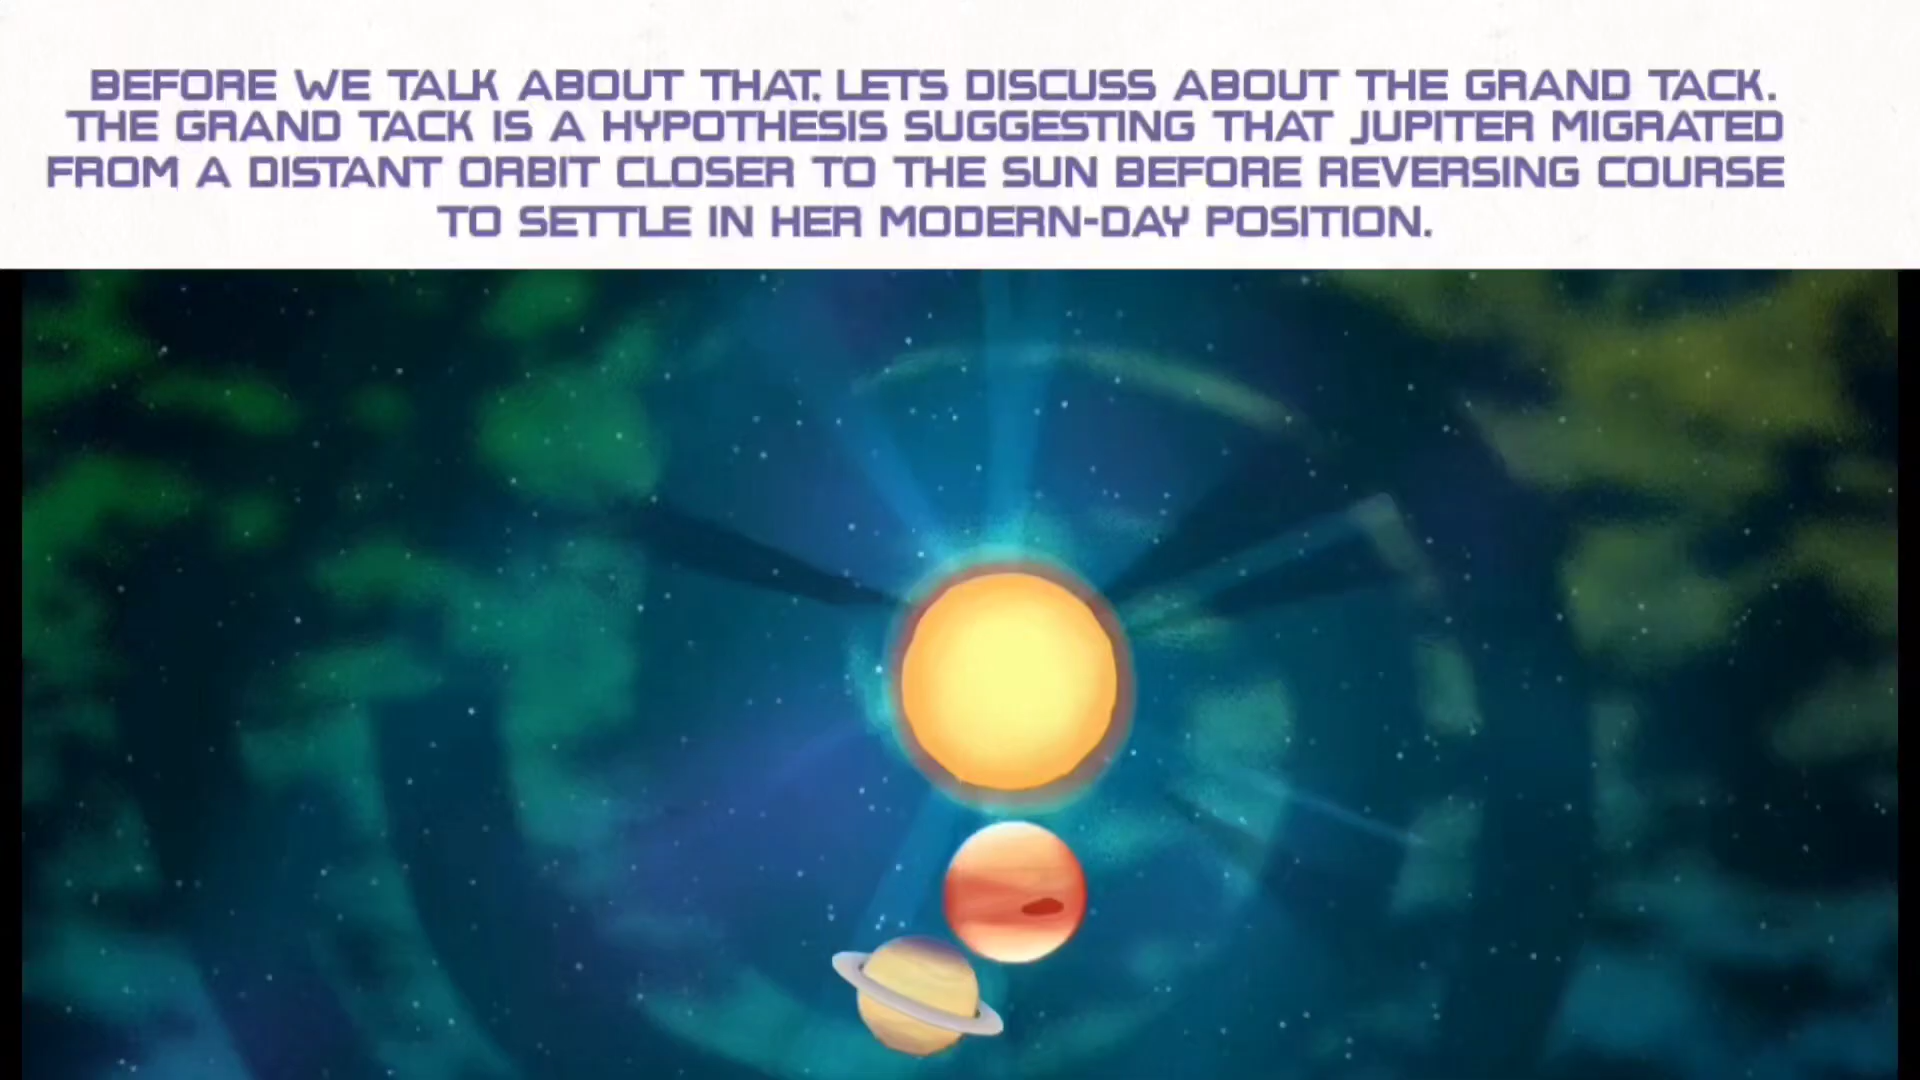 BEFORE WE TALK ABOUT THAT, LETS DISCUSS ABOUT THE GRAND TACK.
THE GRAND TACK IS A HYPOTHESIS SUGGESTING THAT JUPITER MIGRATED
FROM A DISTANT ORBIT CLOSER TO THE SUN BEFORE REVERSING COURSE
TO SETTLE IN HER MODERN-DAY POSITION.